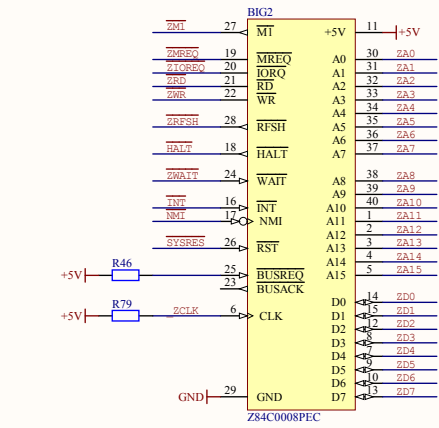 BIG2
ZM1 27 M1 +5V 11 +5V
ZMREQ 19 MREQ A0 30 ZA0
ZIOREQ 20 IORQ A1 31 ZA1
ZRD 21 RD A2 32 ZA2
ZWR 22 WR A3 33 ZA3
A4 34 ZA4
ZRFSH 28 RFSH A5 35 ZA5
A6 36 ZA6
HALT 18 HALT A7 37 ZA7
ZWAIT 24 WAIT A8 38 ZA8
A9 39 ZA9
INT 16 INT A10 40 ZA10
NMI 17 NMI A11 1 ZA11
A12 2 ZA12
SYSRES 26 RST A13 3 ZA13
A14 4 ZA14
+5V R46 25 BUSREQ A15 5 ZA15
23 BUSACK
D0 14 ZD0
+5V R79 _ZCLK 6 CLK D1 15 ZD1
D2 12 ZD2
D3 8 ZD3
D4 7 ZD4
D5 9 ZD5
D6 10 ZD6
GND 29 GND D7 13 ZD7
Z84C0008PEC